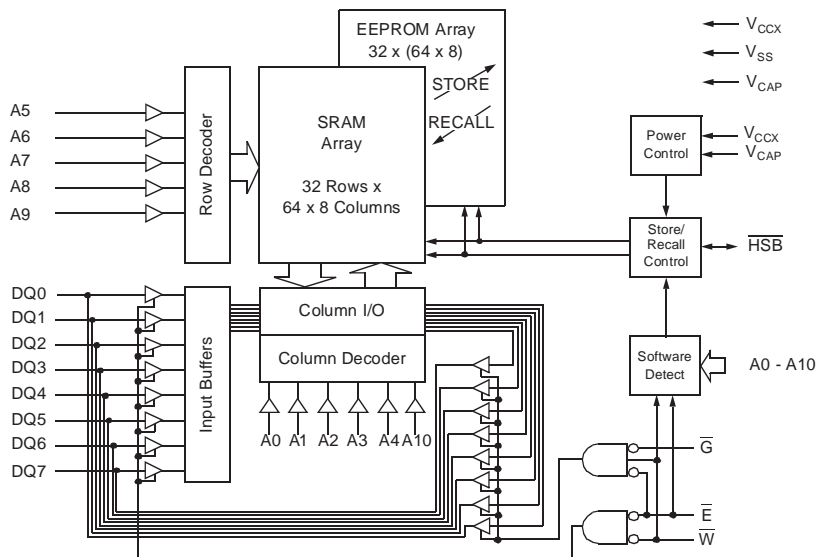 EEPROM Array
32 x (64 x 8)
STORE
RECALL
SRAM
Array
32 Rows x
64 x 8 Columns
V_CCX
V_SS
V_CAP
A5
A6
A7
A8
A9
Row Decoder
Power
Control
V_CCX
V_CAP
Store/
Recall
Control
H̅S̅B̅
DQ0
DQ1
DQ2
DQ3
DQ4
DQ5
DQ6
DQ7
Input Buffers
Column I/O
Column Decoder
A0 A1 A2 A3 A4 A10
Software
Detect
A0 - A10
G̅
E̅
W̅